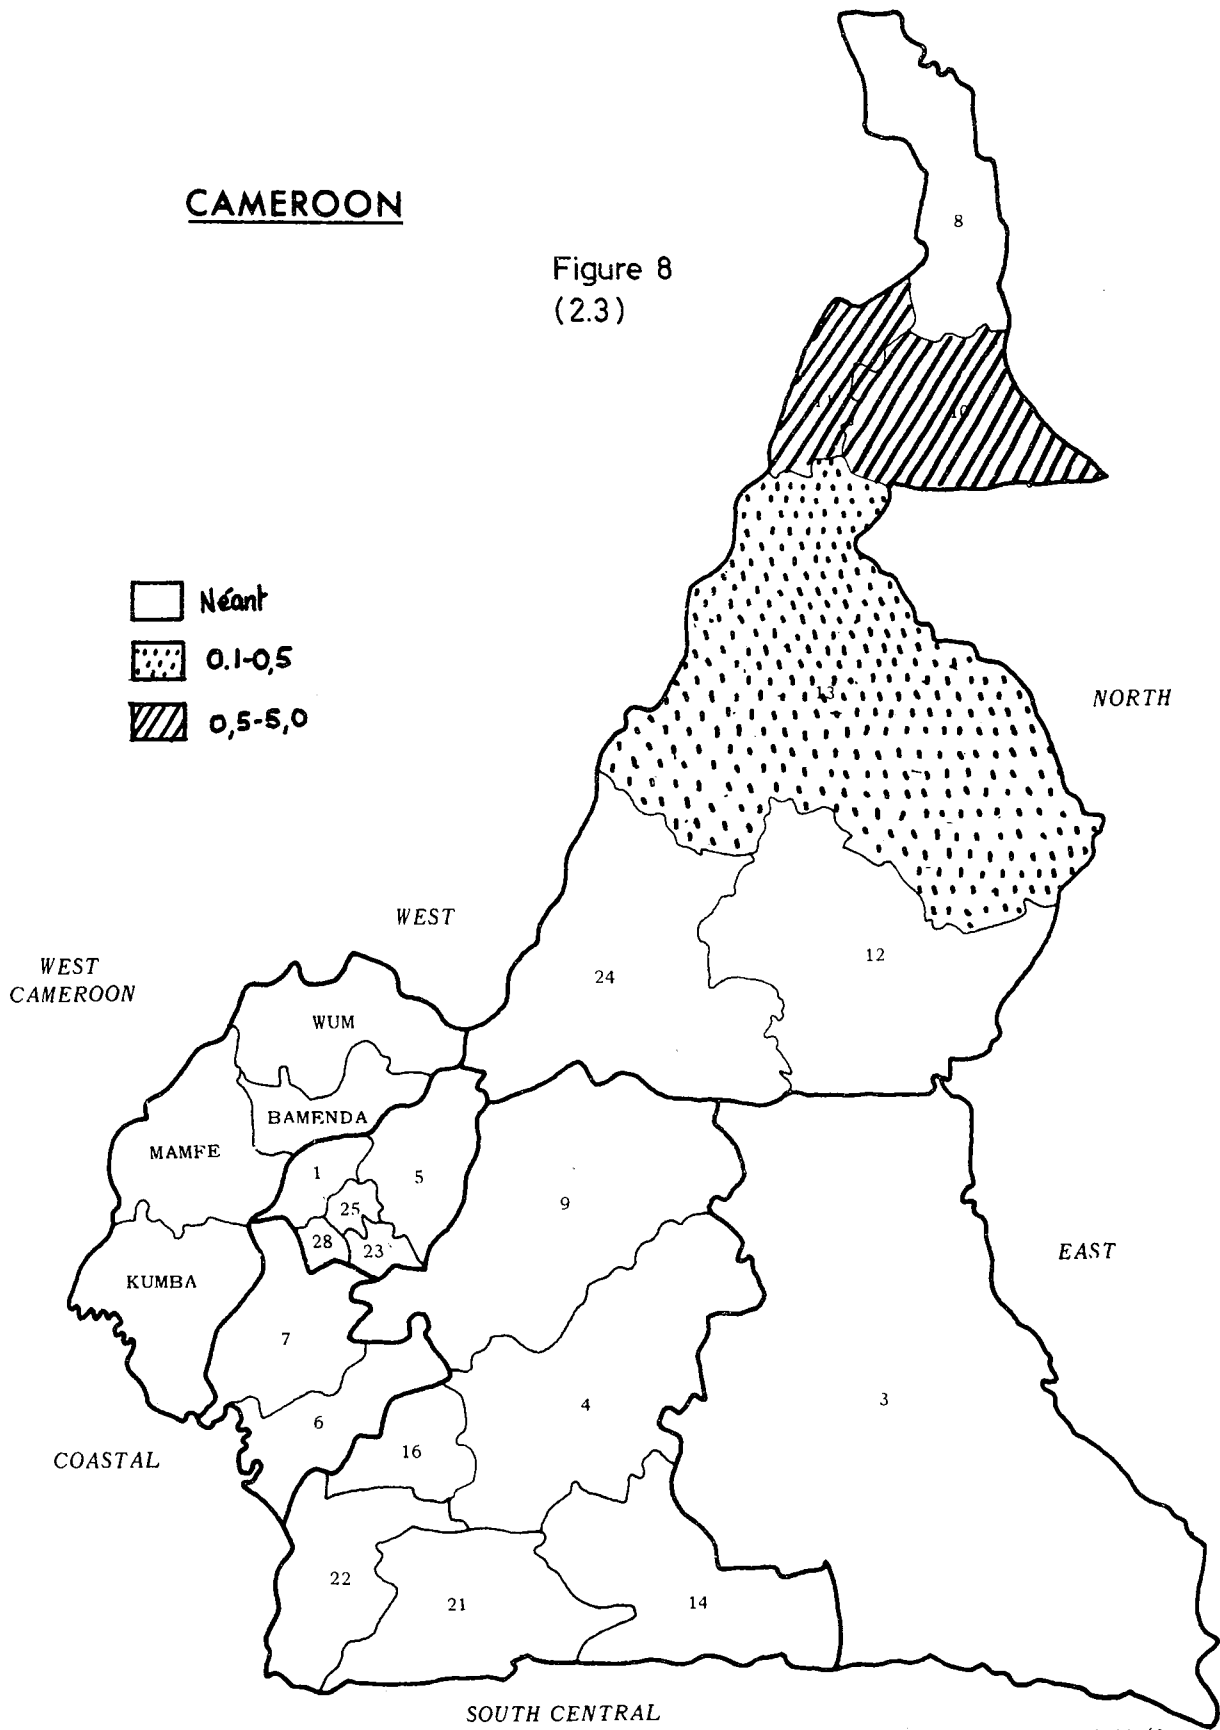 CAMEROON
Figure 8
(2.3)
8
11
10
Néant
0.1-0,5
0,5-5,0
13
NORTH
WEST
WEST
CAMEROON
24
12
WUM
BAMENDA
MAMFE
1
5
25
9
28
23
EAST
KUMBA
7
3
4
6
16
COASTAL
22
21
14
SOUTH CENTRAL